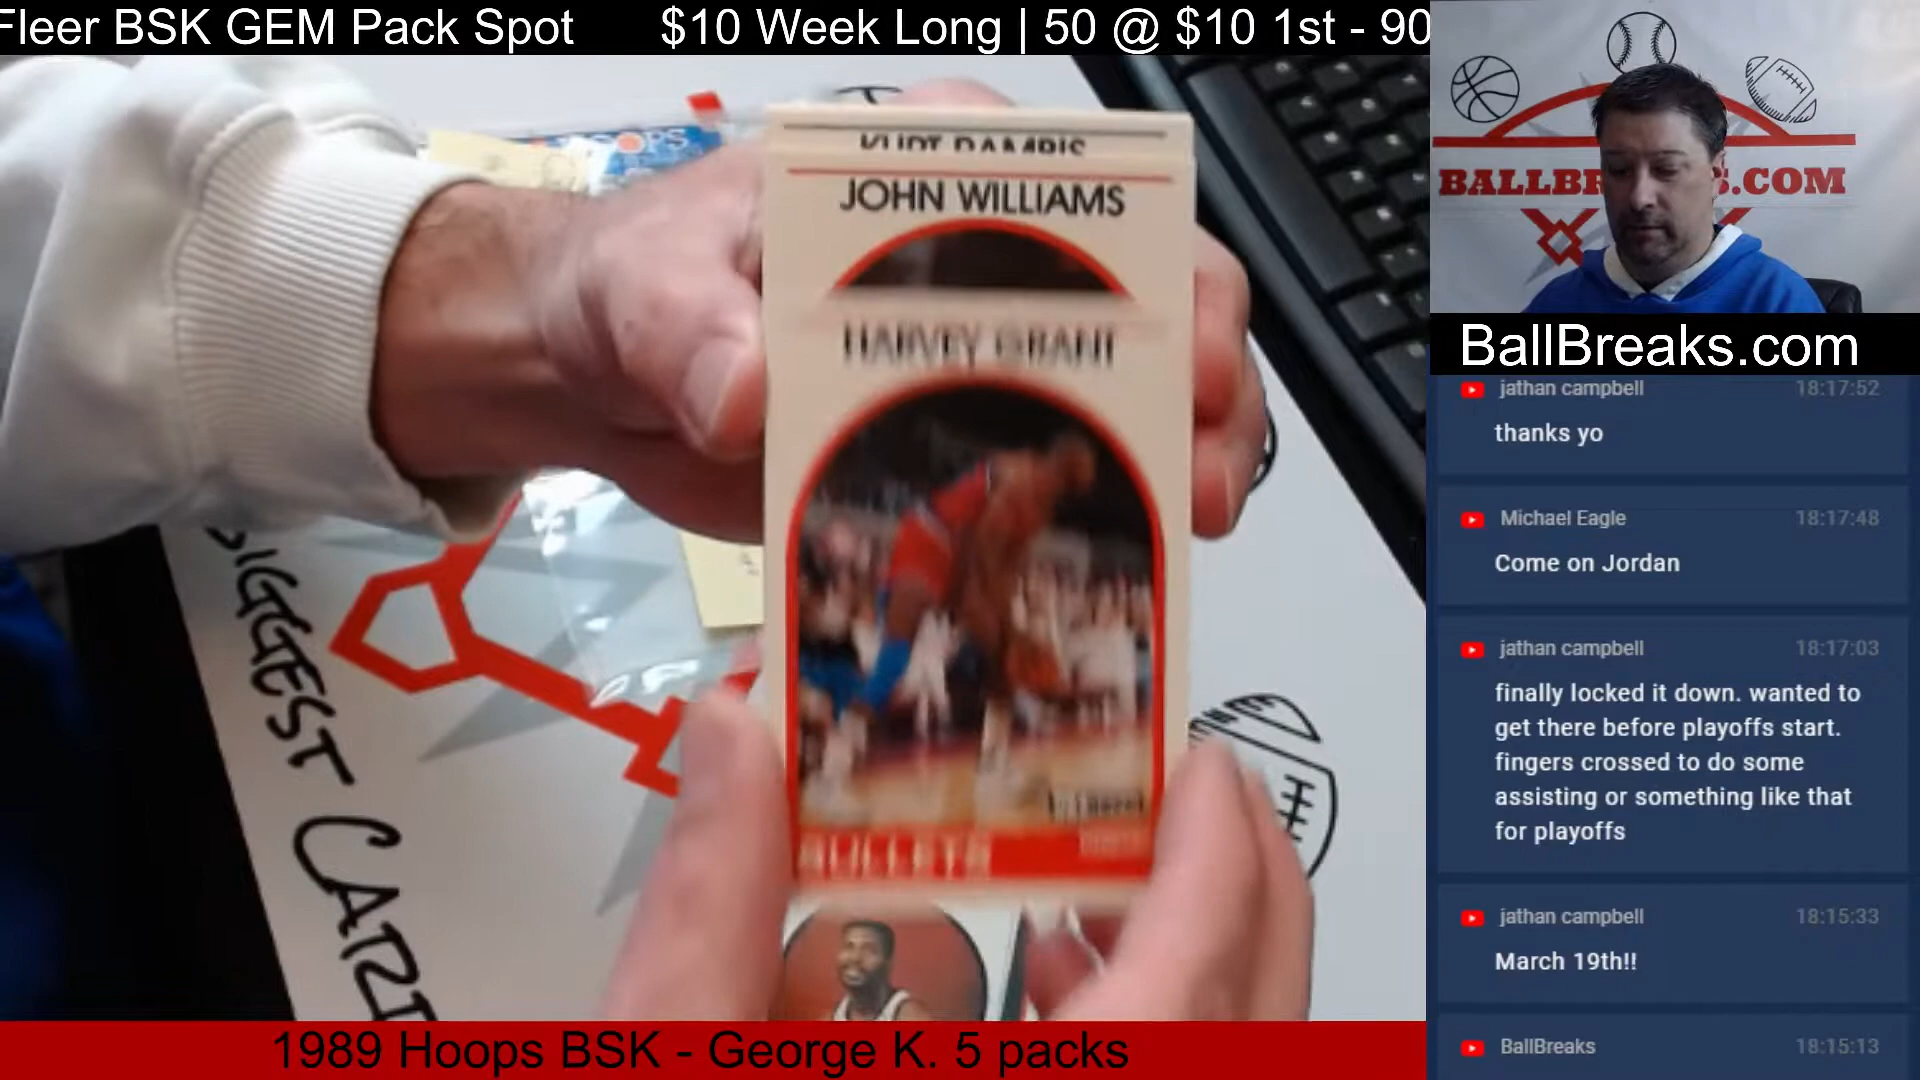 Fleer BSK GEM Pack Spot $10 Week Long | 50 @ $10 1st - 90
KURT RAMBIS
JOHN WILLIAMS
HARVEY GRANT
BULLETS
BIGGEST CARD
1989 Hoops BSK - George K. 5 packs
BALLBR S.COM
BallBreaks.com
jathan campbell 18:17:52
thanks yo
Michael Eagle 18:17:48
Come on Jordan
jathan campbell 18:17:03
finally locked it down. wanted to
get there before playoffs start.
fingers crossed to do some
assisting or something like that
for playoffs
jathan campbell 18:15:33
March 19th!!
BallBreaks 18:15:13